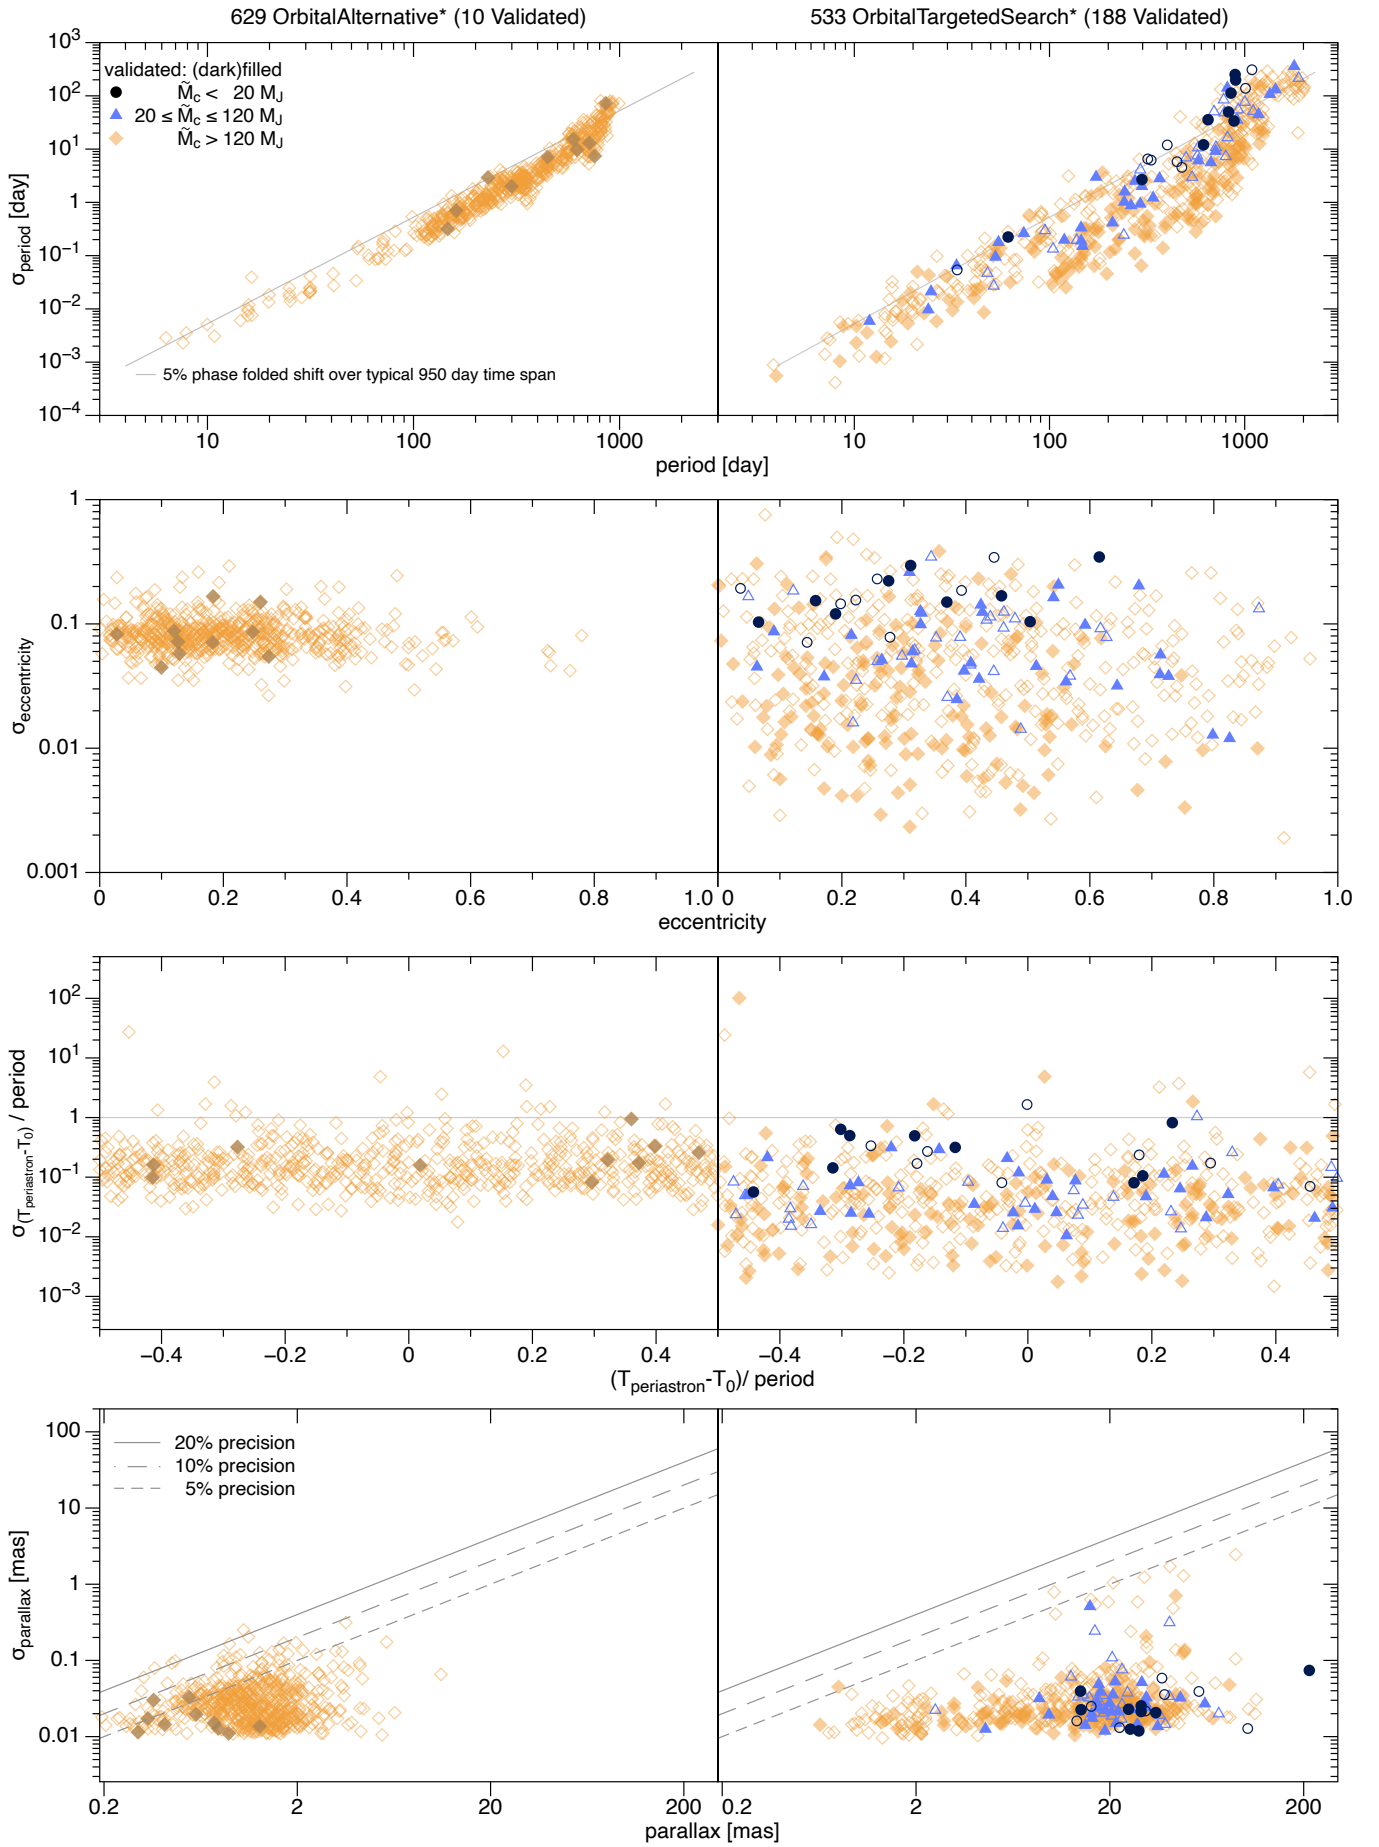 629 OrbitalAlternative* (10 Validated)
533 OrbitalTargetedSearch* (188 Validated)
validated: (dark)filled
M̃c < 20 MJ
20 ≤ M̃c ≤ 120 MJ
M̃c > 120 MJ
10³
10²
10¹
1
10⁻¹
10⁻²
10⁻³
10⁻⁴
σperiod [day]
5% phase folded shift over typical 950 day time span
10 100 1000 10 100 1000
period [day]
1
0.1
0.01
0.001
σeccentricity
0 0.2 0.4 0.6 0.8 1.0 0 0.2 0.4 0.6 0.8 1.0
eccentricity
10²
10¹
1
10⁻¹
10⁻²
10⁻³
σ(Tperiastron-T0) / period
−0.4 −0.2 0 0.2 0.4 −0.4 −0.2 0 0.2 0.4
(Tperiastron-T0)/ period
100
10
1
0.1
0.01
σparallax [mas]
20% precision
10% precision
5% precision
0.2 2 20 200 0.2 2 20 200
parallax [mas]